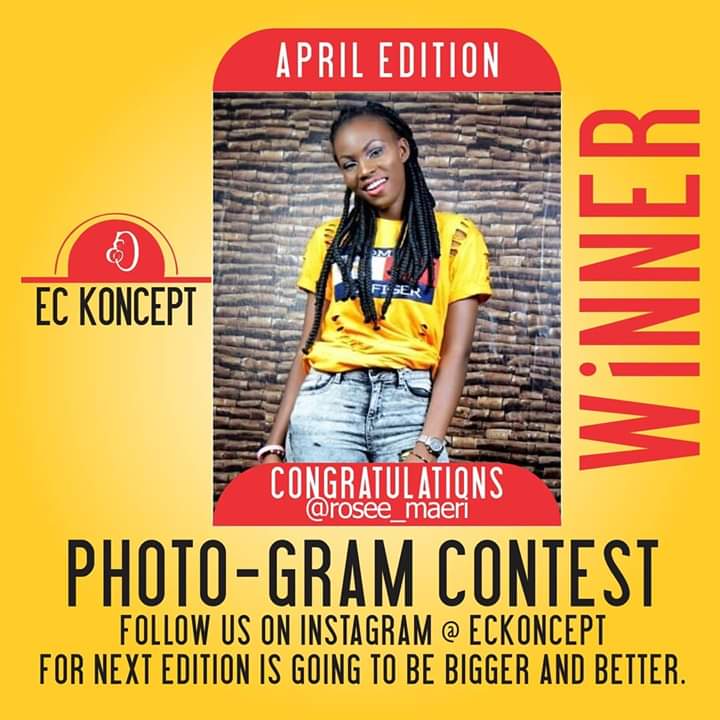 APRIL EDITION
WiNNER
EC KONCEPT
CONGRATULATIONS
@rosee_maeri
PHOTO-GRAM CONTEST
FOLLOW US ON INSTAGRAM @ ECKONCEPT
FOR NEXT EDITION IS GOING TO BE BIGGER AND BETTER.